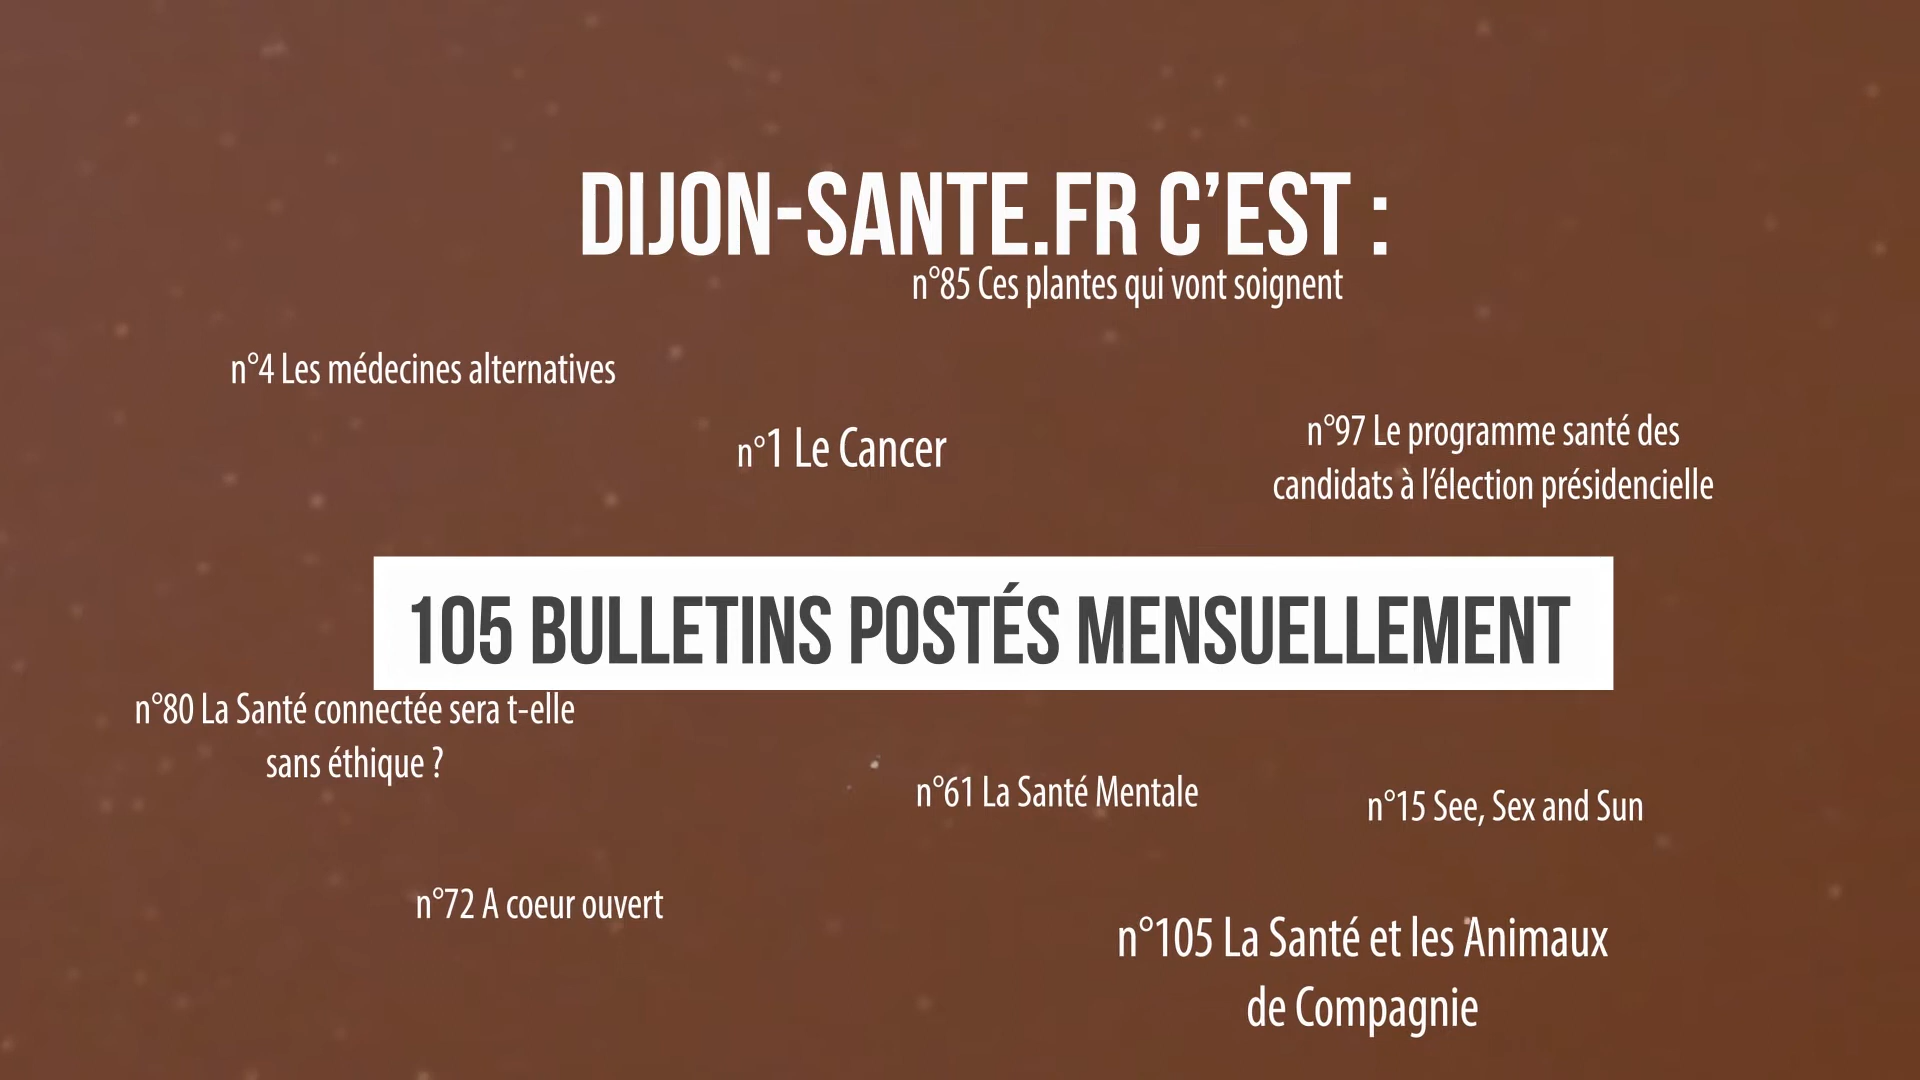 DIJON-SANTE.FR C’EST :
n°85 Ces plantes qui vont soignent
n°4 Les médecines alternatives
n°1 Le Cancer
n°97 Le programme santé des
candidats à l’élection présidencielle
105 BULLETINS POSTÉS MENSUELLEMENT
n°80 La Santé connectée sera t-elle
sans éthique ?
n°61 La Santé Mentale
n°15 See, Sex and Sun
n°72 A coeur ouvert
n°105 La Santé et les Animaux
de Compagnie